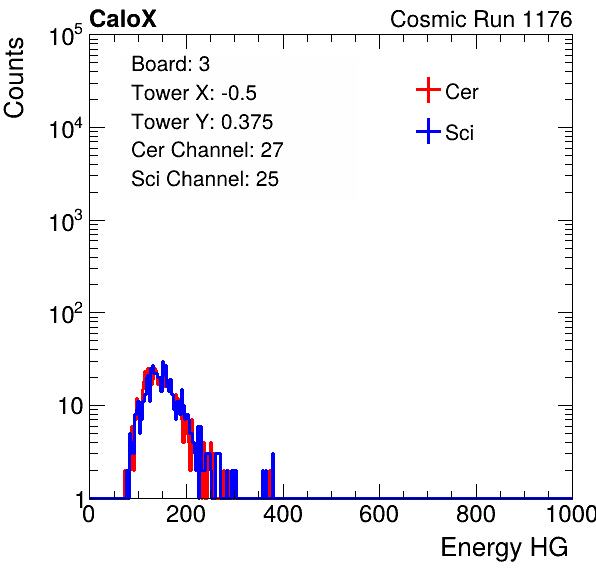 CaloX Cosmic Run 1176
Counts
10^5
10^4
10^3
10^2
10
1
Board: 3
Tower X: -0.5
Tower Y: 0.375
Cer Channel: 27
Sci Channel: 25
Cer
Sci
0 200 400 600 800 1000
Energy HG